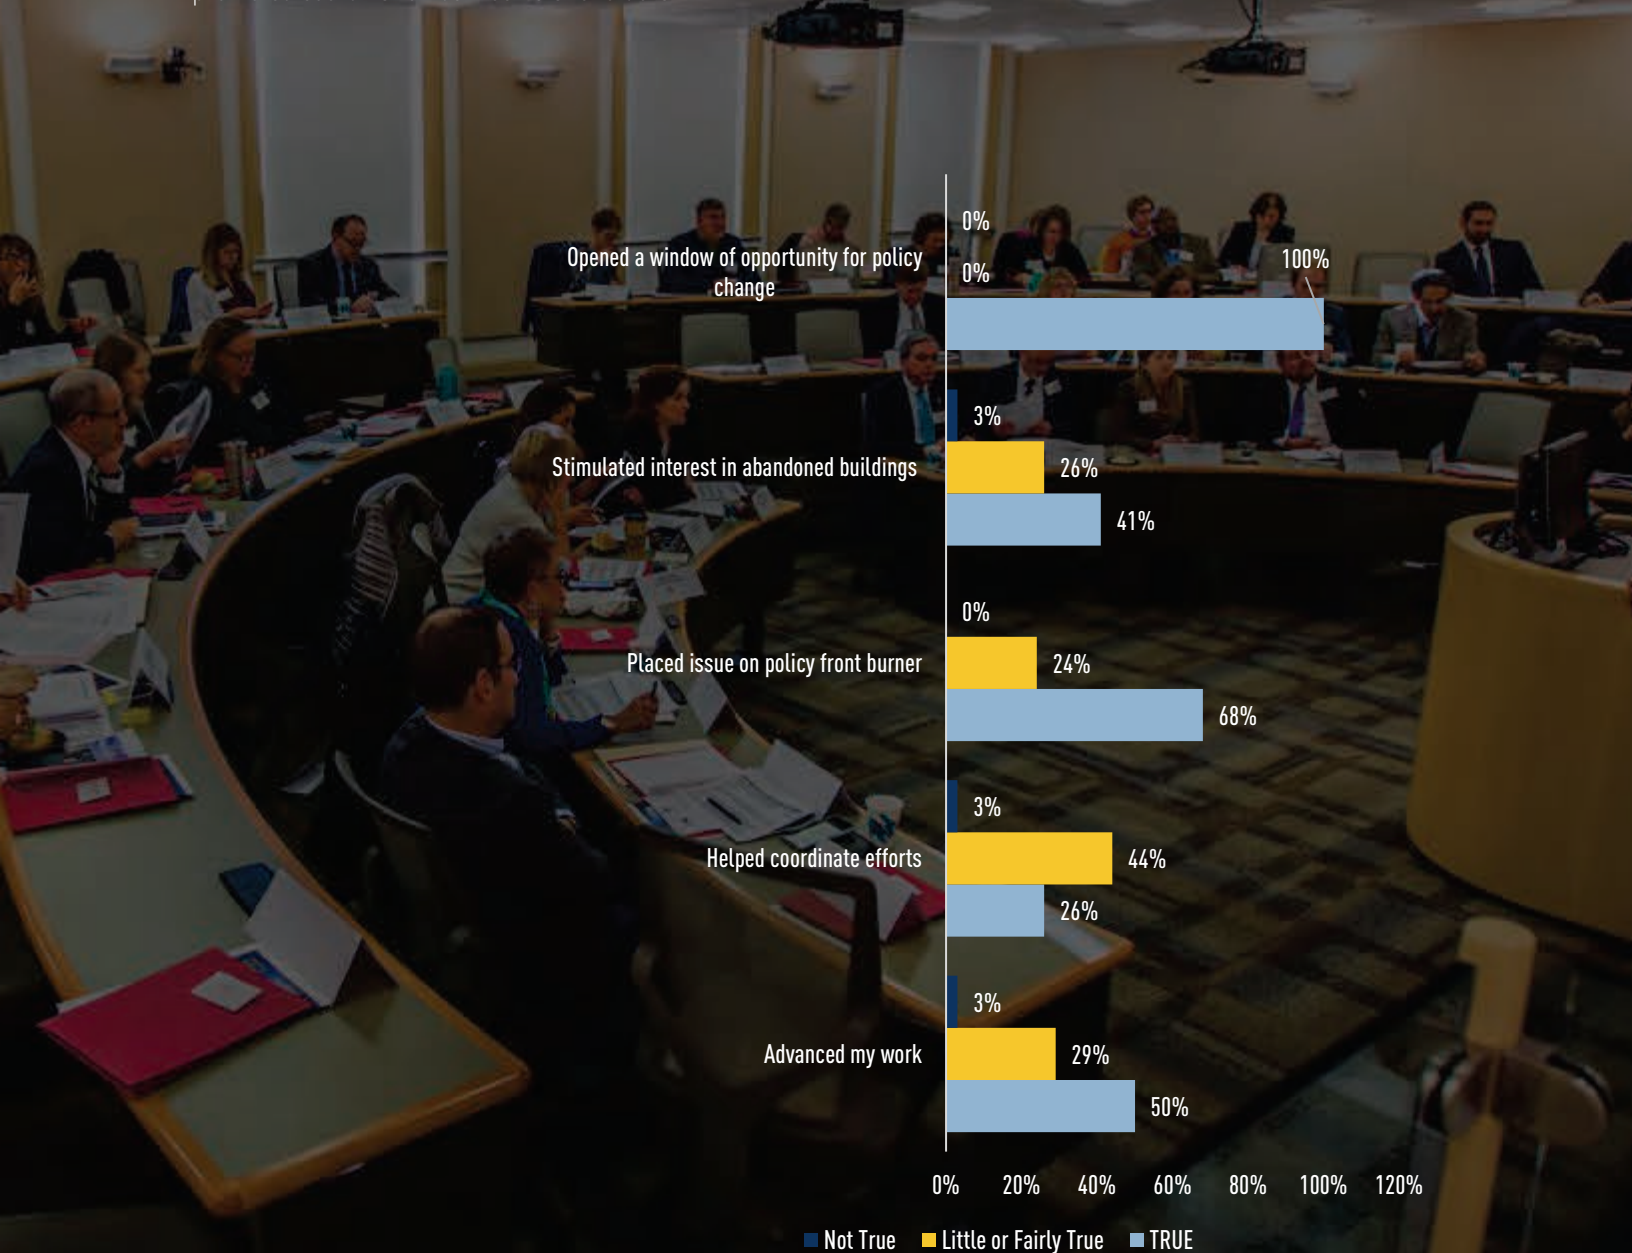 0%
Opened a window of opportunity for policy
change
0%
100%
3%
Stimulated interest in abandoned buildings
26%
41%
0%
Placed issue on policy front burner
24%
68%
3%
Helped coordinate efforts
44%
26%
3%
Advanced my work
29%
50%
0% 20% 40% 60% 80% 100% 120%
Not True Little or Fairly True TRUE